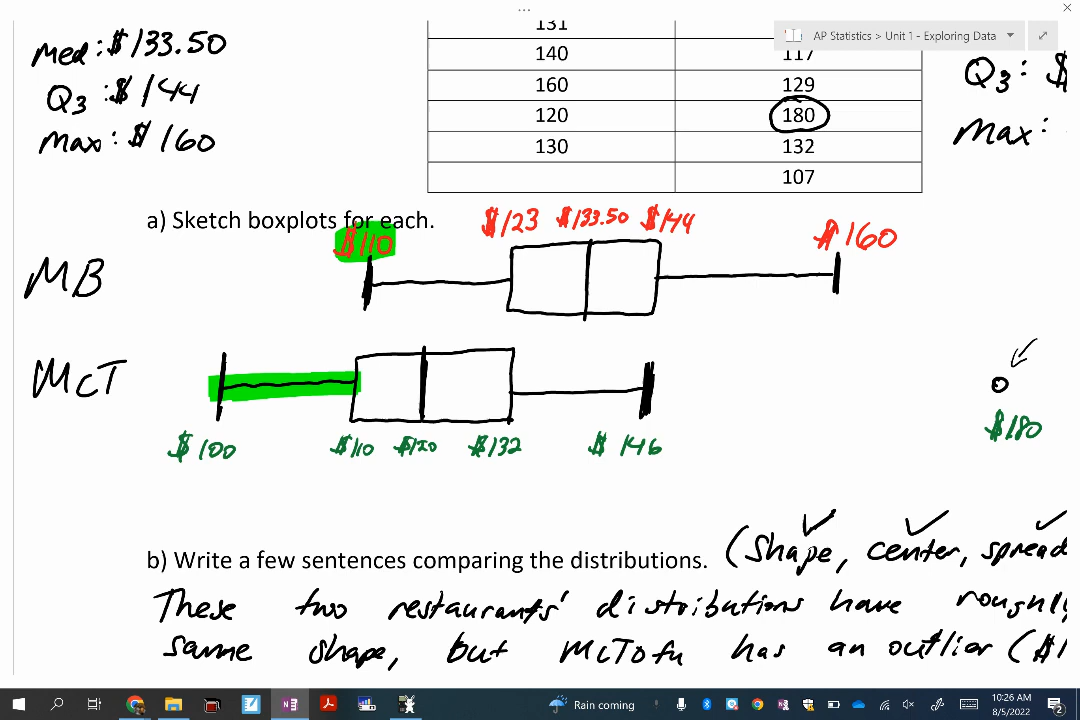 AP Statistics > Unit 1 - Exploring Data
Med: $133.50
Q3: $144
Max: $160
131
140 117
160 129
120 180
130 132
107
Q3: $
Max:
a) Sketch boxplots for each.
$110 $123 $133.50 $144 $160
MB
McT
$100 $110 $120 $132 $146 $180
b) Write a few sentences comparing the distributions. (Shape, center, spread
These two restaurants' distributions have roughly
same shape, but McTofu has an outlier ($1
Rain coming
10:26 AM
8/5/2022